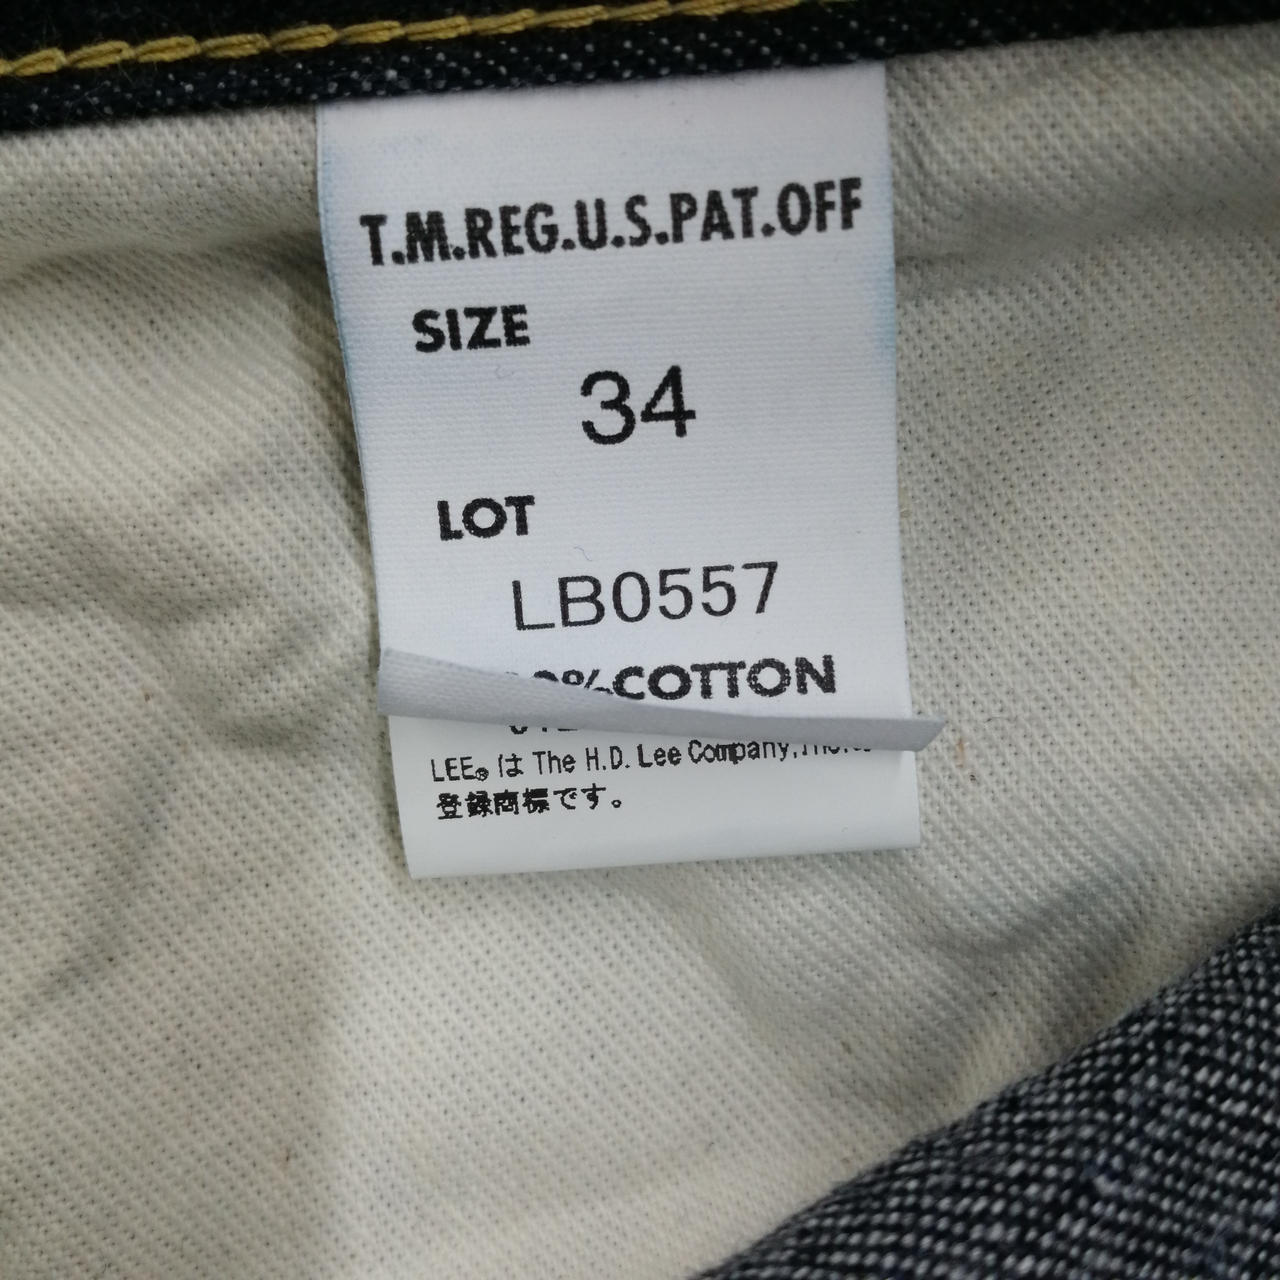 T.M.REG.U.S.PAT.OFF
SIZE
34
LOT
LB0557
COTTON
LEE® は The H.D. Lee Company,
登録商標です。